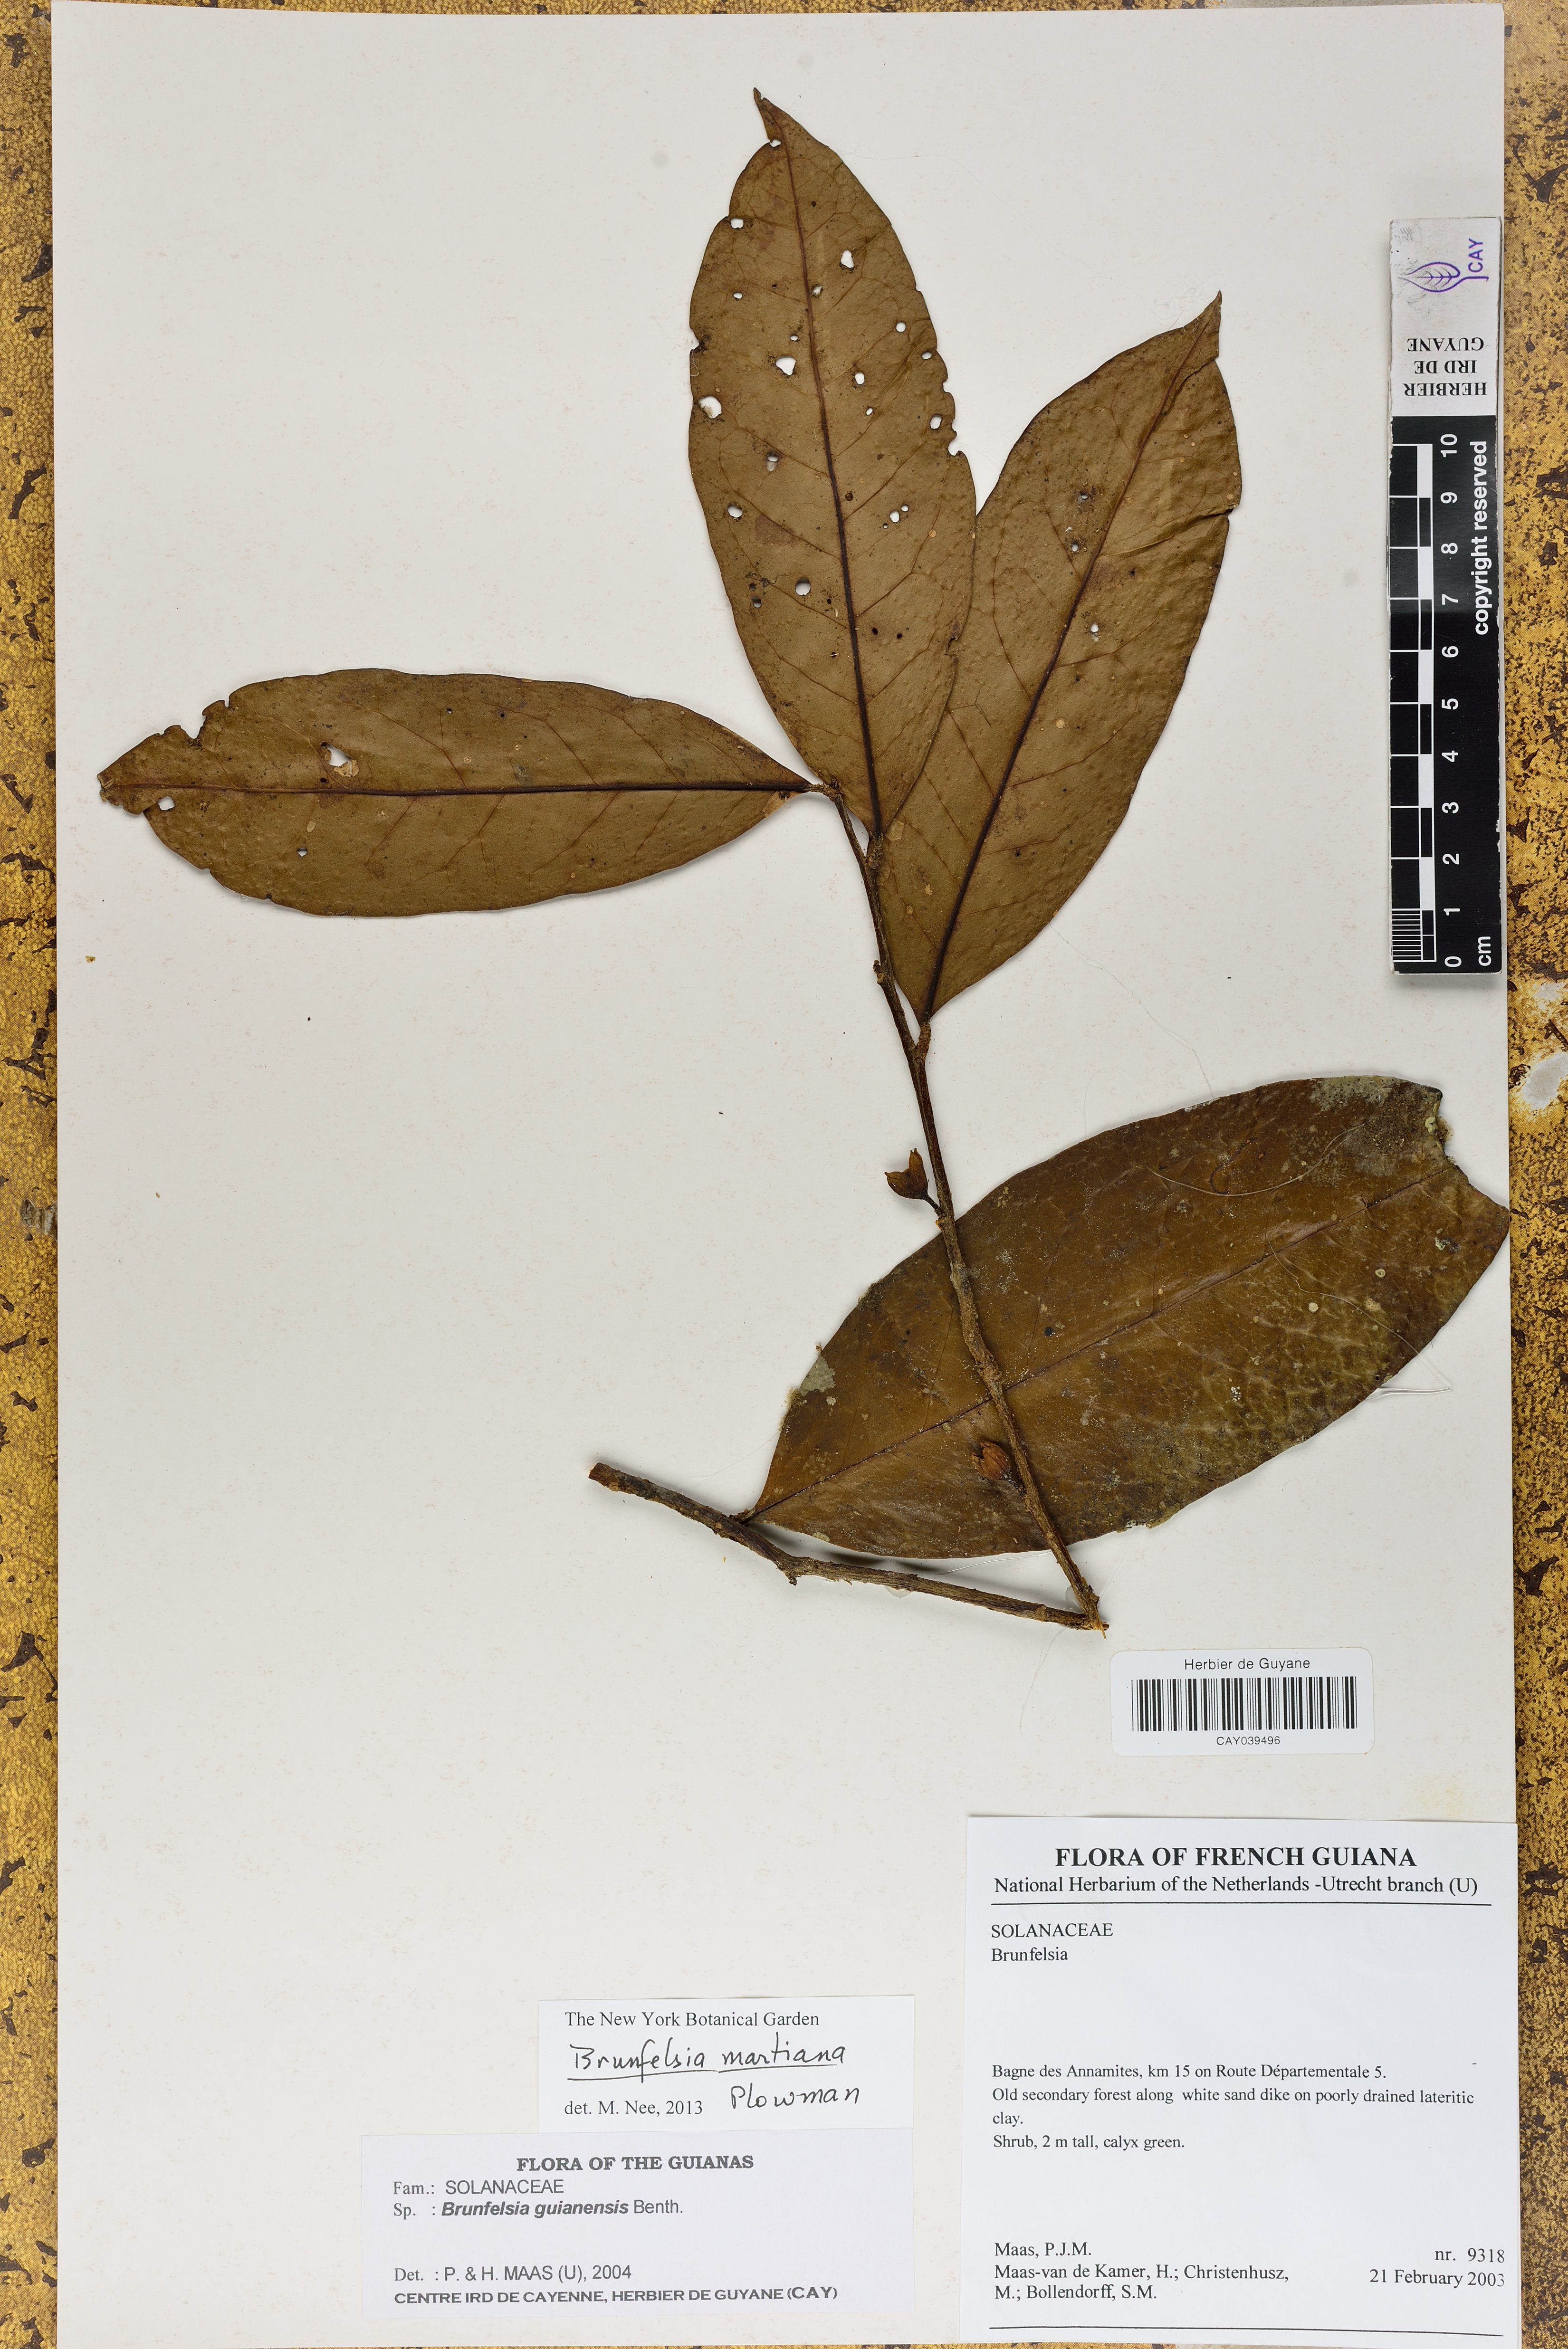 CAY
HERBIER
IRD DE
GUYANE
10
9
8
7
6
5
4
3
2
1
0
cm
copyright reserved
Herbier de Guyane
CAY039496
FLORA OF FRENCH GUIANA
National Herbarium of the Netherlands -Utrecht branch (U)
SOLANACEAE
Brunfelsia
Bagne des Annamites, km 15 on Route Départementale 5.
Old secondary forest along white sand dike on poorly drained lateritic
clay.
Shrub, 2 m tall, calyx green.
Maas, P.J.M.
nr. 9318
Maas-van de Kamer, H.; Christenhusz,
21 February 2003
M.; Bollendorff, S.M.
The New York Botanical Garden
Brunfelsia martiana
Plowman
det. M. Nee, 2013
FLORA OF THE GUIANAS
Fam.: SOLANACEAE
Sp. : Brunfelsia guianensis Benth.
Det. : P. & H. MAAS (U), 2004
CENTRE IRD DE CAYENNE, HERBIER DE GUYANE (CAY)